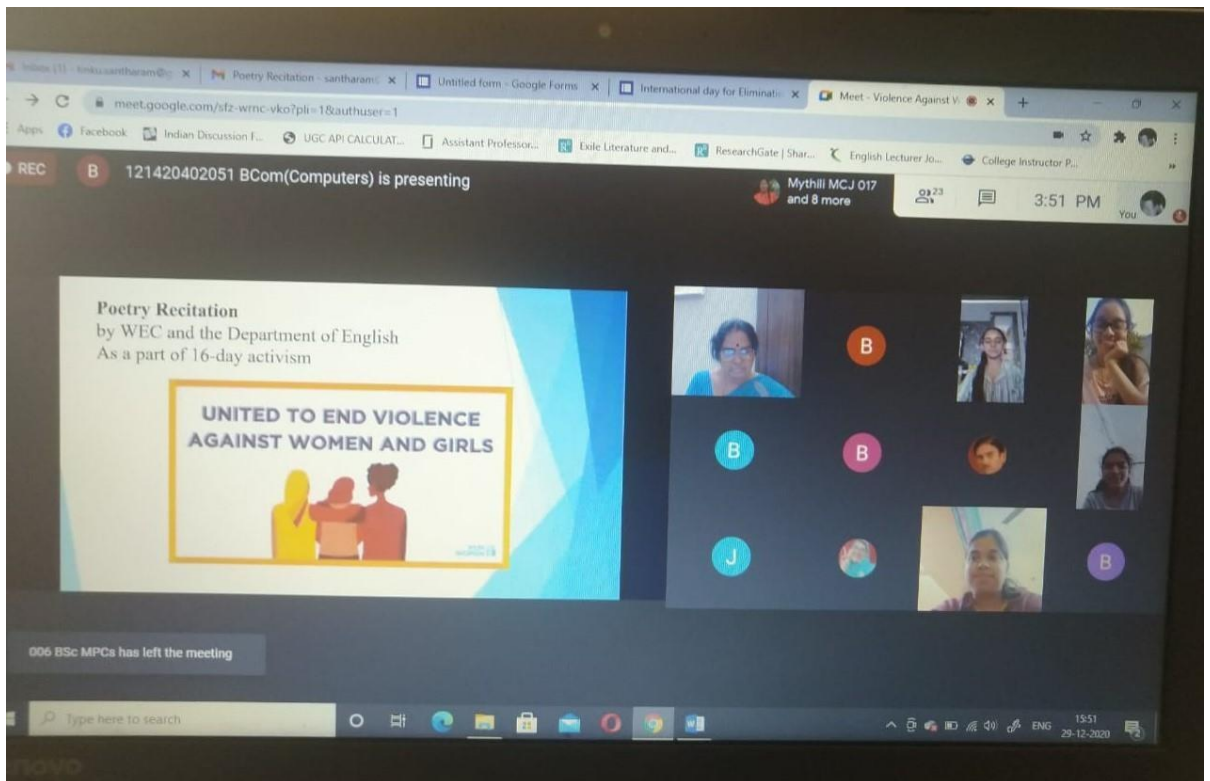 Inbox (1) - tinkusantharam@g
Poetry Recitation - santharam
Untitled form - Google Forms
International day for Eliminati
Meet - Violence Against
meet.google.com/sfz-wrnc-vko?pli=1&authuser=1
Apps
Facebook
Indian Discussion F...
UGC API CALCULAT...
Assistant Professor...
Exile Literature and...
ResearchGate | Shar...
English Lecturer Jo...
College Instructor P...
REC
B
121420402051 BCom(Computers) is presenting
Mythili MCJ 017
and 8 more
23
3:51 PM
You
Poetry Recitation
by WEC and the Department of English
As a part of 16-day activism
UNITED TO END VIOLENCE
AGAINST WOMEN AND GIRLS
B
B
B
J
B
006 BSc MPCs has left the meeting
Type here to search
ENG
15:51
29-12-2020